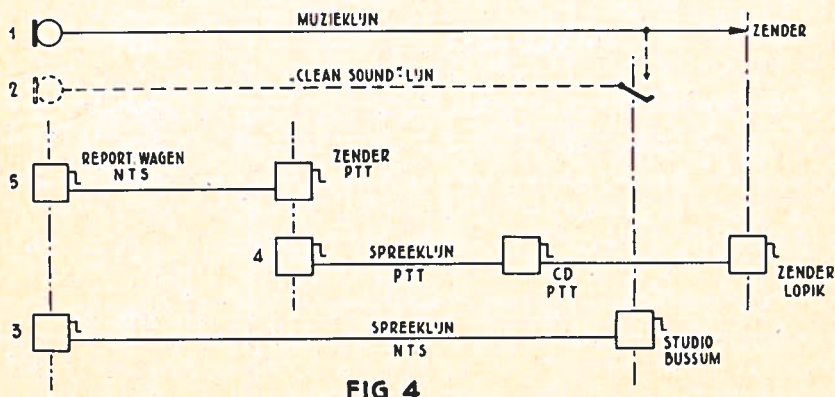 1
MUZIEKLIJN
ZENDER
2
"CLEAN SOUND"-LIJN
5
REPORT. WAGEN
NTS
ZENDER
PTT
4
SPREEKLIJN
PTT
CD
PTT
ZENDER
LOPIK
3
SPREEKLIJN
NTS
STUDIO
BUSSUM
FIG 4